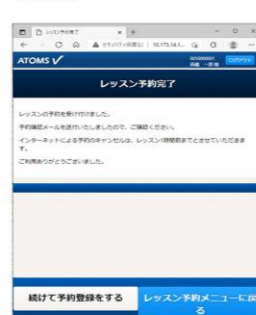 レッスン予約完了
ATOMS
レッスン予約完了
レッスンの予約を受け付けました。
予約確認メールを送付いたしましたので、ご確認ください。
インターネットによる予約のキャンセルは、レッスン1時間前までとさせていただきます。
ご利用ありがとうございました。
続けて予約登録をする
レッスン予約メニューに戻る